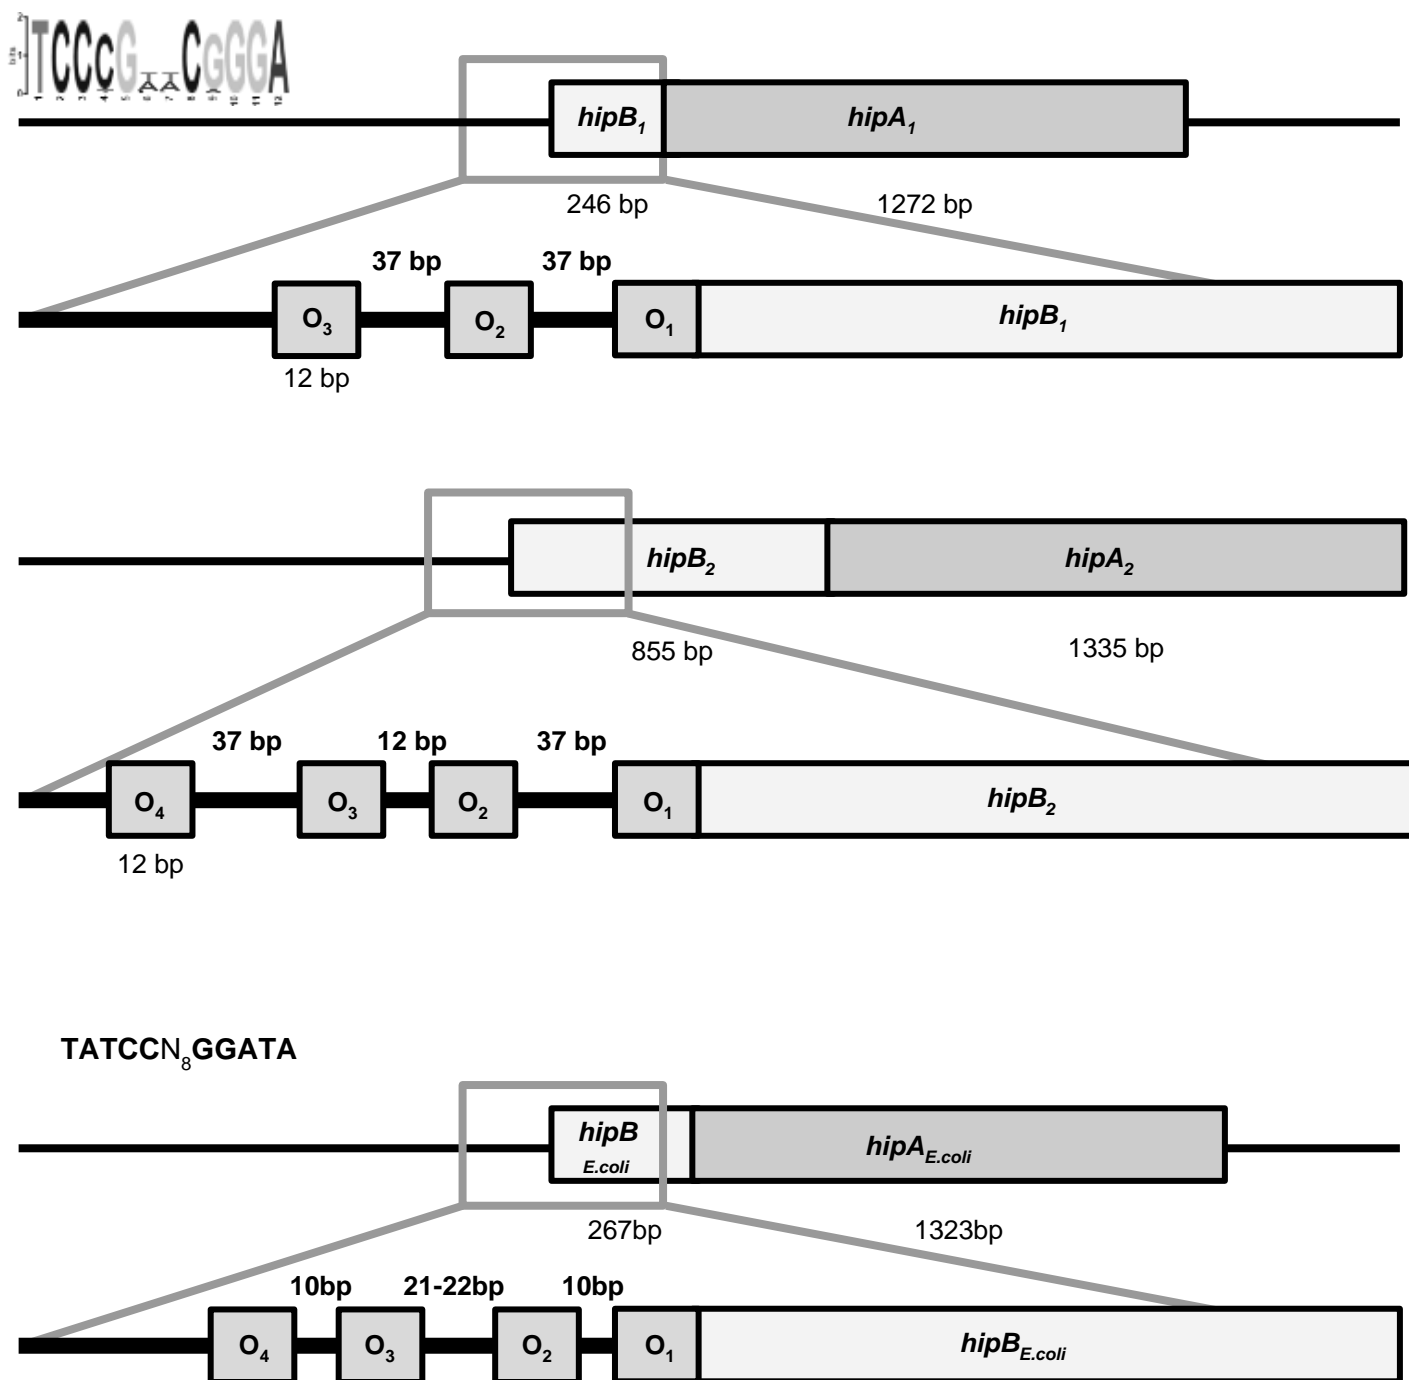 TCCCGAACGGGGA
hipB1 hipA1
246 bp 1272 bp
37 bp 37 bp
O3 O2 O1 hipB1
12 bp
hipB2 hipA2
855 bp 1335 bp
37 bp 12 bp 37 bp
O4 O3 O2 O1 hipB2
12 bp
TATCCN8GGATA
hipB E.coli hipAE.coli
267bp 1323bp
10bp 21-22bp 10bp
O4 O3 O2 O1 hipBE.coli